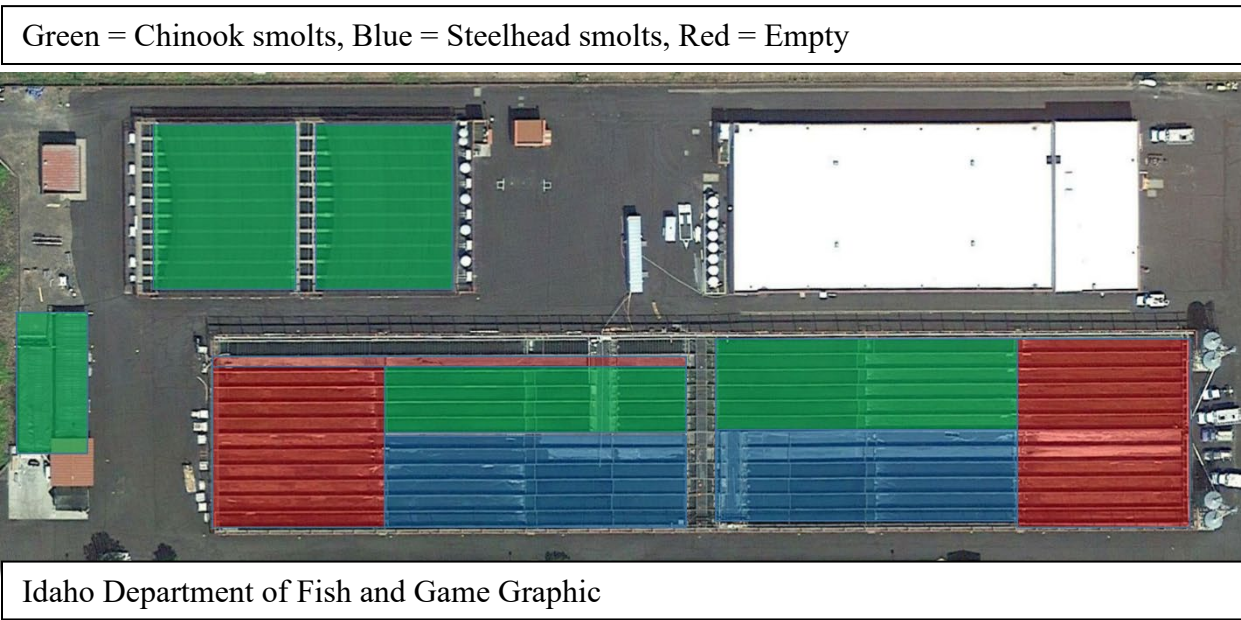 Green = Chinook smolts, Blue = Steelhead smolts, Red = Empty
Idaho Department of Fish and Game Graphic